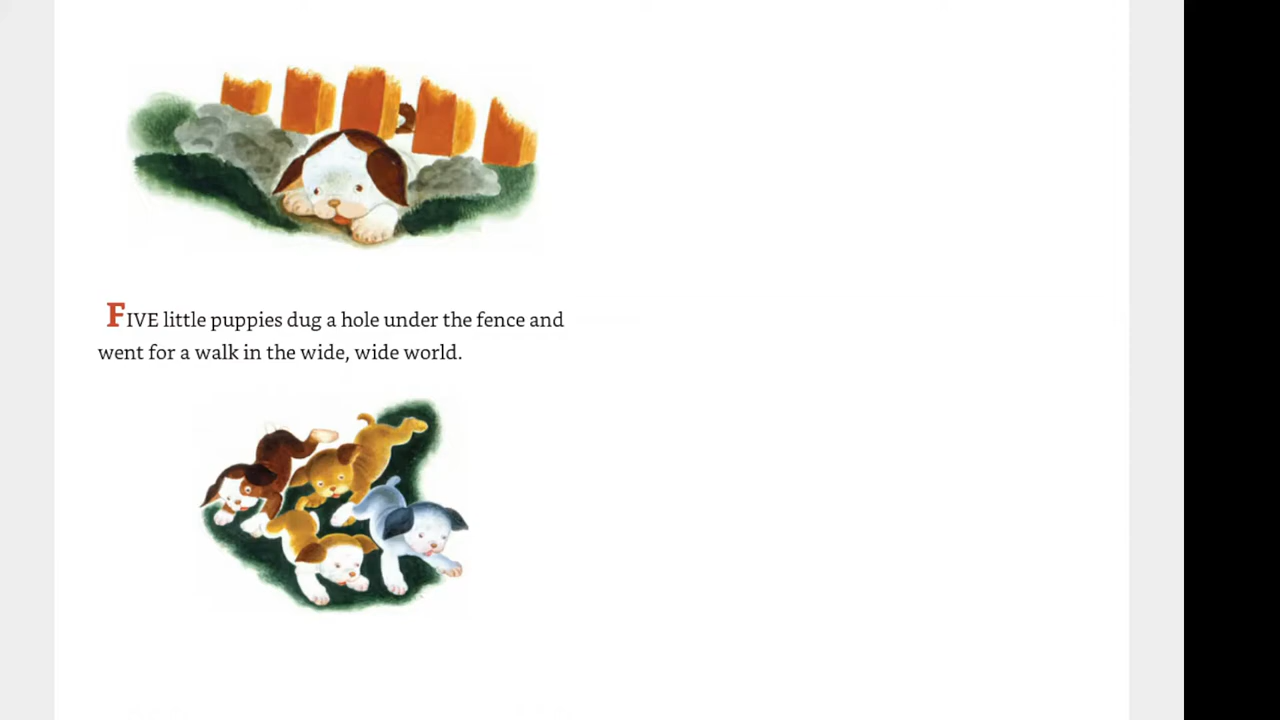 FIVE little puppies dug a hole under the fence and
went for a walk in the wide, wide world.